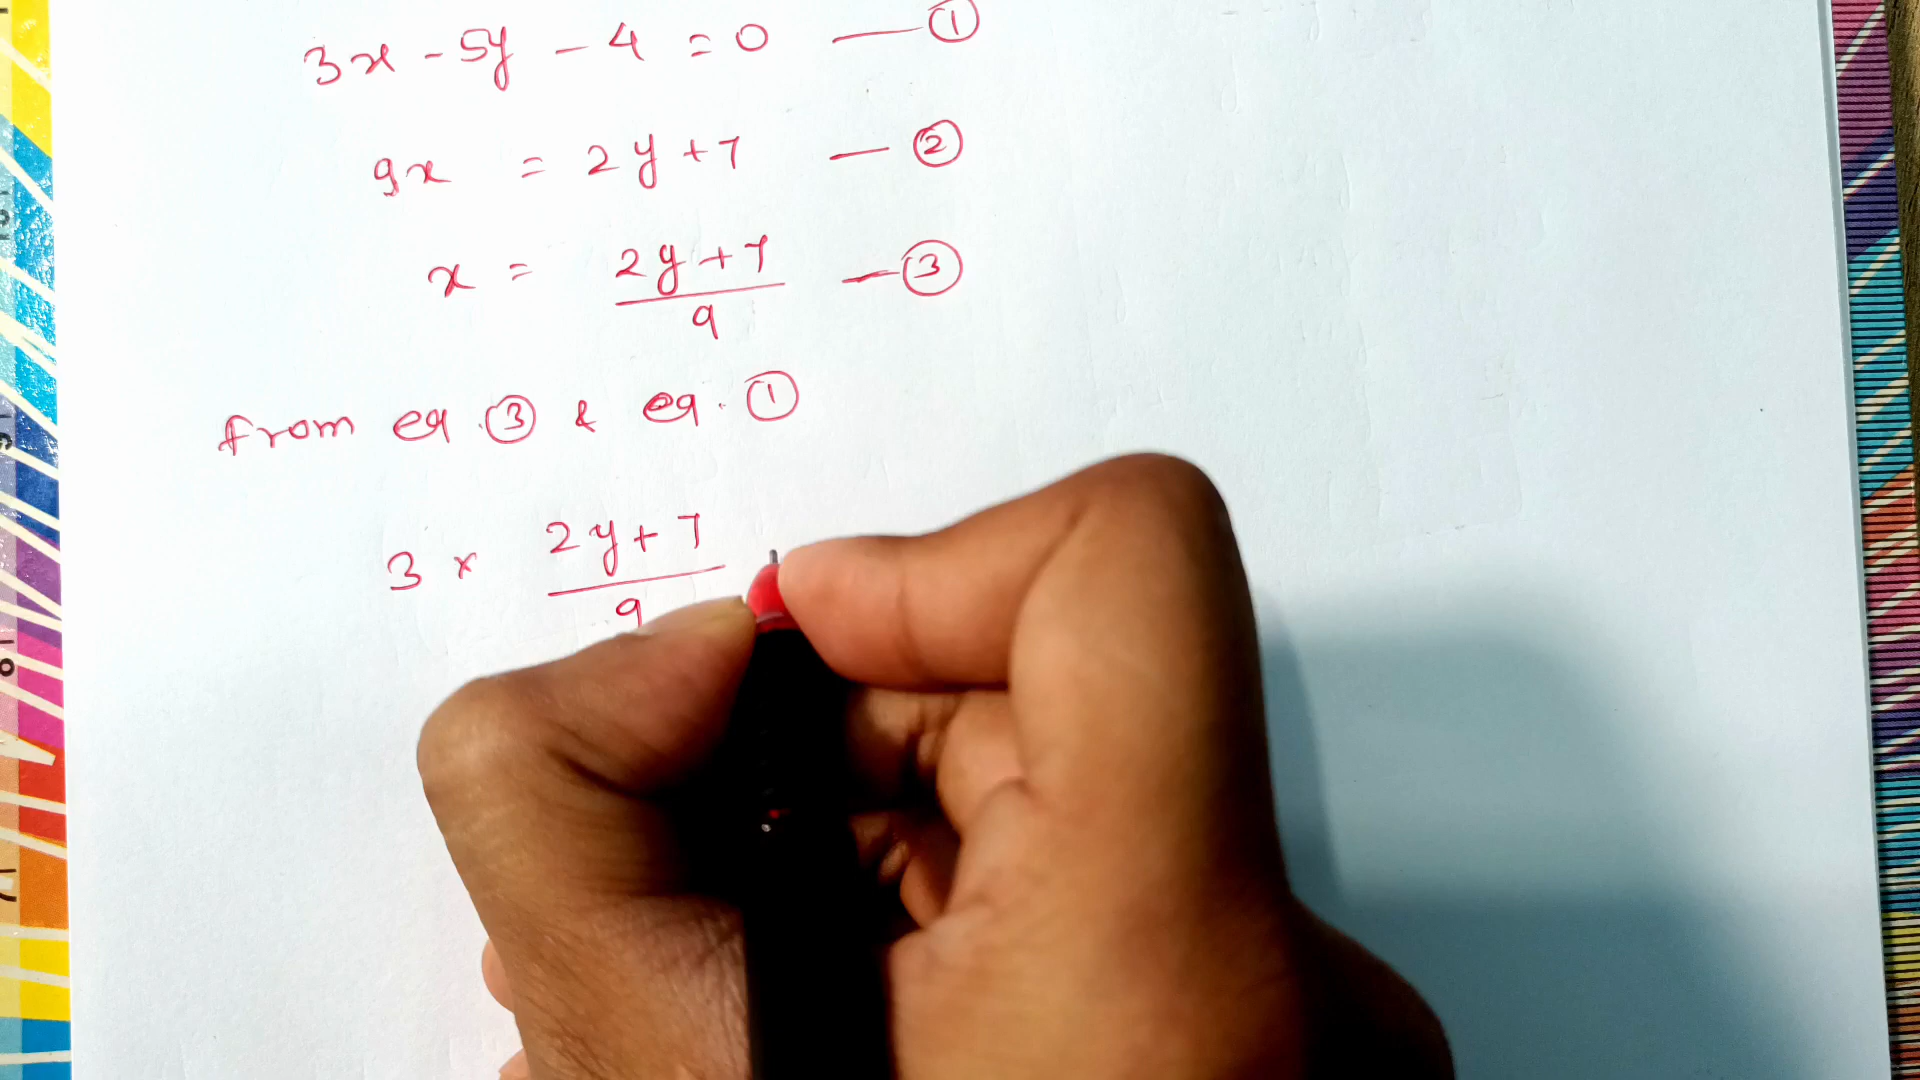 3x - 5y - 4 = 0 — ①
9x = 2y + 7 — ②
x = (2y + 7)/9 — ③
from eq. ③ & eq. ①
3 × (2y + 7)/9